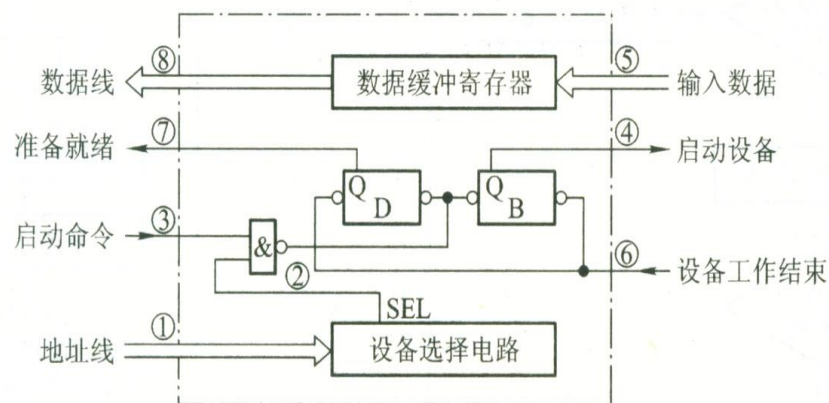 数据线 ⑧ 数据缓冲寄存器 ⑤ 输入数据
准备就绪 ⑦ ④ 启动设备
Q D Q B
启动命令 ③ &
② ⑥ 设备工作结束
SEL
地址线 ① 设备选择电路